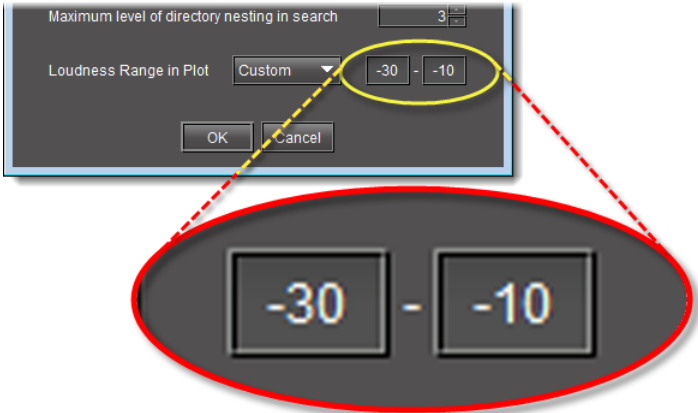 Maximum level of directory nesting in search 3
Loudness Range in Plot Custom -30 - -10
OK Cancel
-30 - -10